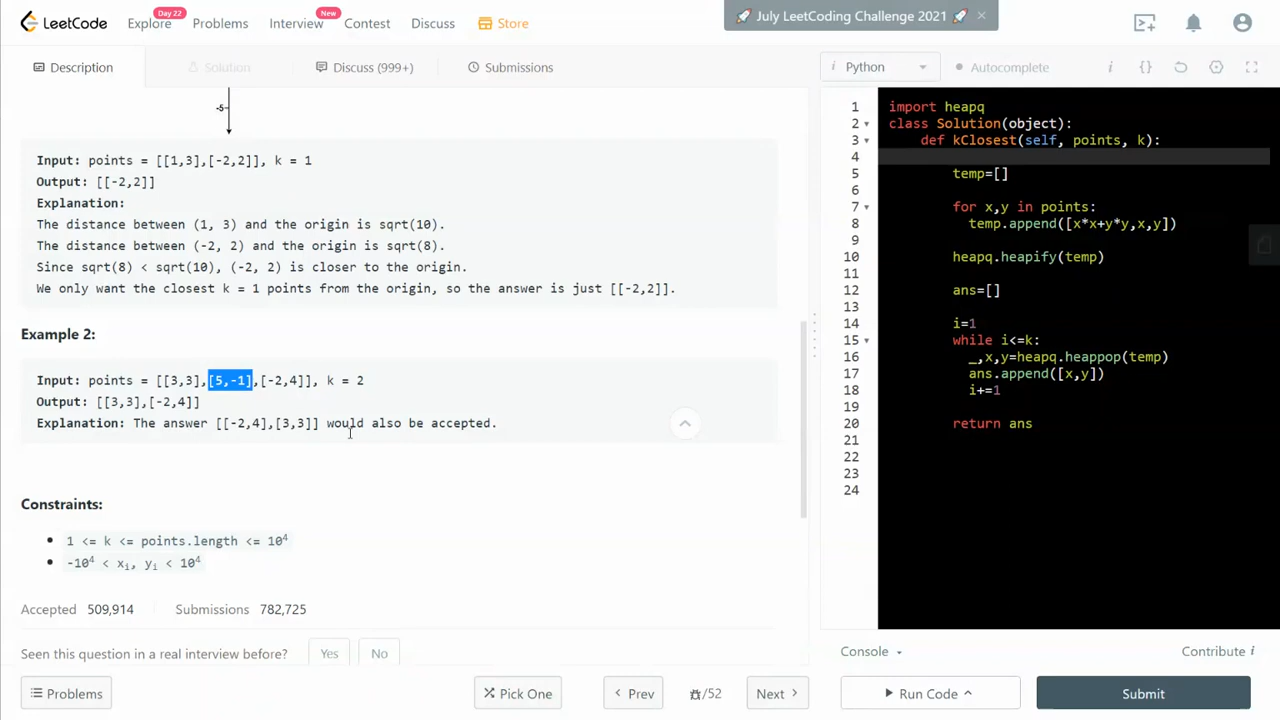 LeetCode
Day 22
Explore
Problems
New
Interview
Contest
Discuss
Store
🚀 July LeetCoding Challenge 2021 🚀 ×
Description
Solution
Discuss (999+)
Submissions
i Python
Autocomplete
i {}
-5
Input: points = [[1,3],[-2,2]], k = 1
Output: [[-2,2]]
Explanation:
The distance between (1, 3) and the origin is sqrt(10).
The distance between (-2, 2) and the origin is sqrt(8).
Since sqrt(8) < sqrt(10), (-2, 2) is closer to the origin.
We only want the closest k = 1 points from the origin, so the answer is just [[-2,2]].
Example 2:
Input: points = [[3,3],[5,-1],[-2,4]], k = 2
Output: [[3,3],[-2,4]]
Explanation: The answer [[-2,4],[3,3]] would also be accepted.
Constraints:
• 1 <= k <= points.length <= 10⁴
• -10⁴ < xᵢ, yᵢ < 10⁴
Accepted 509,914 Submissions 782,725
Seen this question in a real interview before? Yes No
1 import heapq
2 class Solution(object):
3 def kClosest(self, points, k):
4
5 temp=[]
6
7 for x,y in points:
8 temp.append([x*x+y*y,x,y])
9
10 heapq.heapify(temp)
11
12 ans=[]
13
14 i=1
15 while i<=k:
16 _,x,y=heapq.heappop(temp)
17 ans.append([x,y])
18 i+=1
19
20 return ans
21
22
23
24
Console
Contribute i
Problems
Pick One
Prev
/52
Next
Run Code
Submit